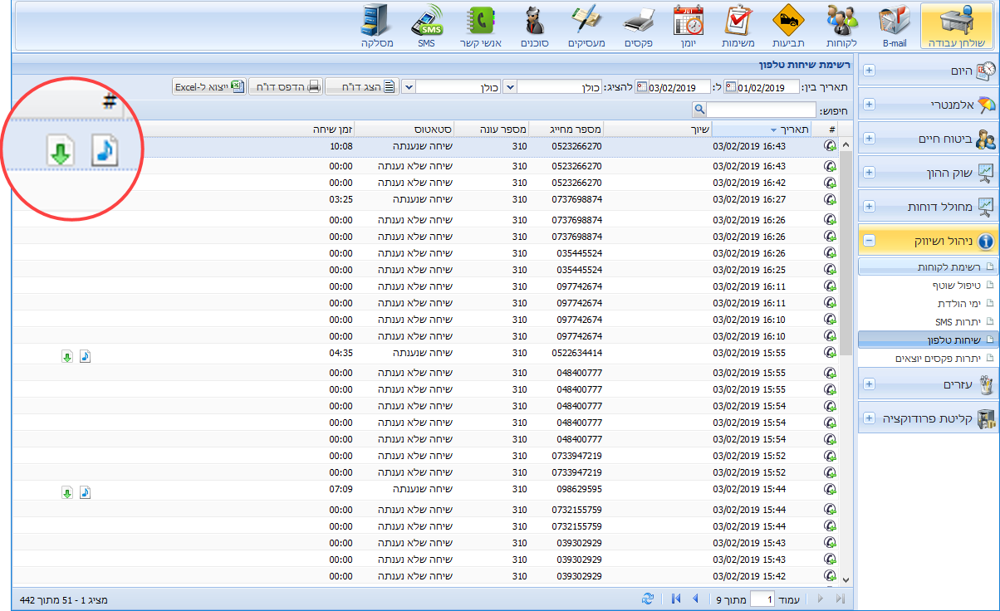 שולחן עבודה
B-mail
לקוחות
תביעות
משימות
יומן
פקסים
מעסיקים
סוכנים
אנשי קשר
SMS
מסלקה
היום
אלמנטרי
ביטוח חיים
שוק ההון
מחולל דוחות
ניהול ושיווק
רשימת לקוחות
טיפול שוטף
ימי הולדת
יתרות SMS
שיחות טלפון
יתרות פקסים יוצאים
עזרים
קליטת פרודוקציה
רשימת שיחות טלפון
תאריך בין: 01/02/2019 ל: 03/02/2019 להציג: כולן כולן הצג דו"ח הדפס דו"ח ייצוא ל-Excel
חיפוש:
# תאריך שיוך מספר מחייג מספר עונה סטאטוס זמן שיחה
03/02/2019 16:43 0523266270 310 שיחה שנענתה 10:08
03/02/2019 16:43 0523266270 310 שיחה שלא נענתה 00:00
03/02/2019 16:42 0523266270 310 שיחה שלא נענתה 00:00
03/02/2019 16:27 0737698874 310 שיחה שנענתה 03:25
03/02/2019 16:26 0737698874 310 שיחה שלא נענתה 00:00
03/02/2019 16:26 0737698874 310 שיחה שלא נענתה 00:00
03/02/2019 16:26 035445524 310 שיחה שלא נענתה 00:00
03/02/2019 16:25 035445524 310 שיחה שלא נענתה 00:00
03/02/2019 16:11 097742674 310 שיחה שלא נענתה 00:00
03/02/2019 16:11 097742674 310 שיחה שלא נענתה 00:00
03/02/2019 16:10 097742674 310 שיחה שלא נענתה 00:00
03/02/2019 16:10 097742674 310 שיחה שלא נענתה 00:00
03/02/2019 15:55 0522634414 310 שיחה שנענתה 04:35
03/02/2019 15:55 048400777 310 שיחה שלא נענתה 00:00
03/02/2019 15:55 048400777 310 שיחה שלא נענתה 00:00
03/02/2019 15:54 048400777 310 שיחה שלא נענתה 00:00
03/02/2019 15:54 048400777 310 שיחה שלא נענתה 00:00
03/02/2019 15:54 048400777 310 שיחה שלא נענתה 00:00
03/02/2019 15:52 0733947219 310 שיחה שלא נענתה 00:00
03/02/2019 15:52 0733947219 310 שיחה שלא נענתה 00:00
03/02/2019 15:44 098629595 310 שיחה שנענתה 07:09
03/02/2019 15:44 0732155759 310 שיחה שלא נענתה 00:00
03/02/2019 15:44 0732155759 310 שיחה שלא נענתה 00:00
03/02/2019 15:43 039302929 310 שיחה שלא נענתה 00:00
03/02/2019 15:43 039302929 310 שיחה שלא נענתה 00:00
03/02/2019 15:42 039302929 310 שיחה שלא נענתה 00:00
עמוד 1 מתוך 9
מציג 1 - 51 מתוך 442
#